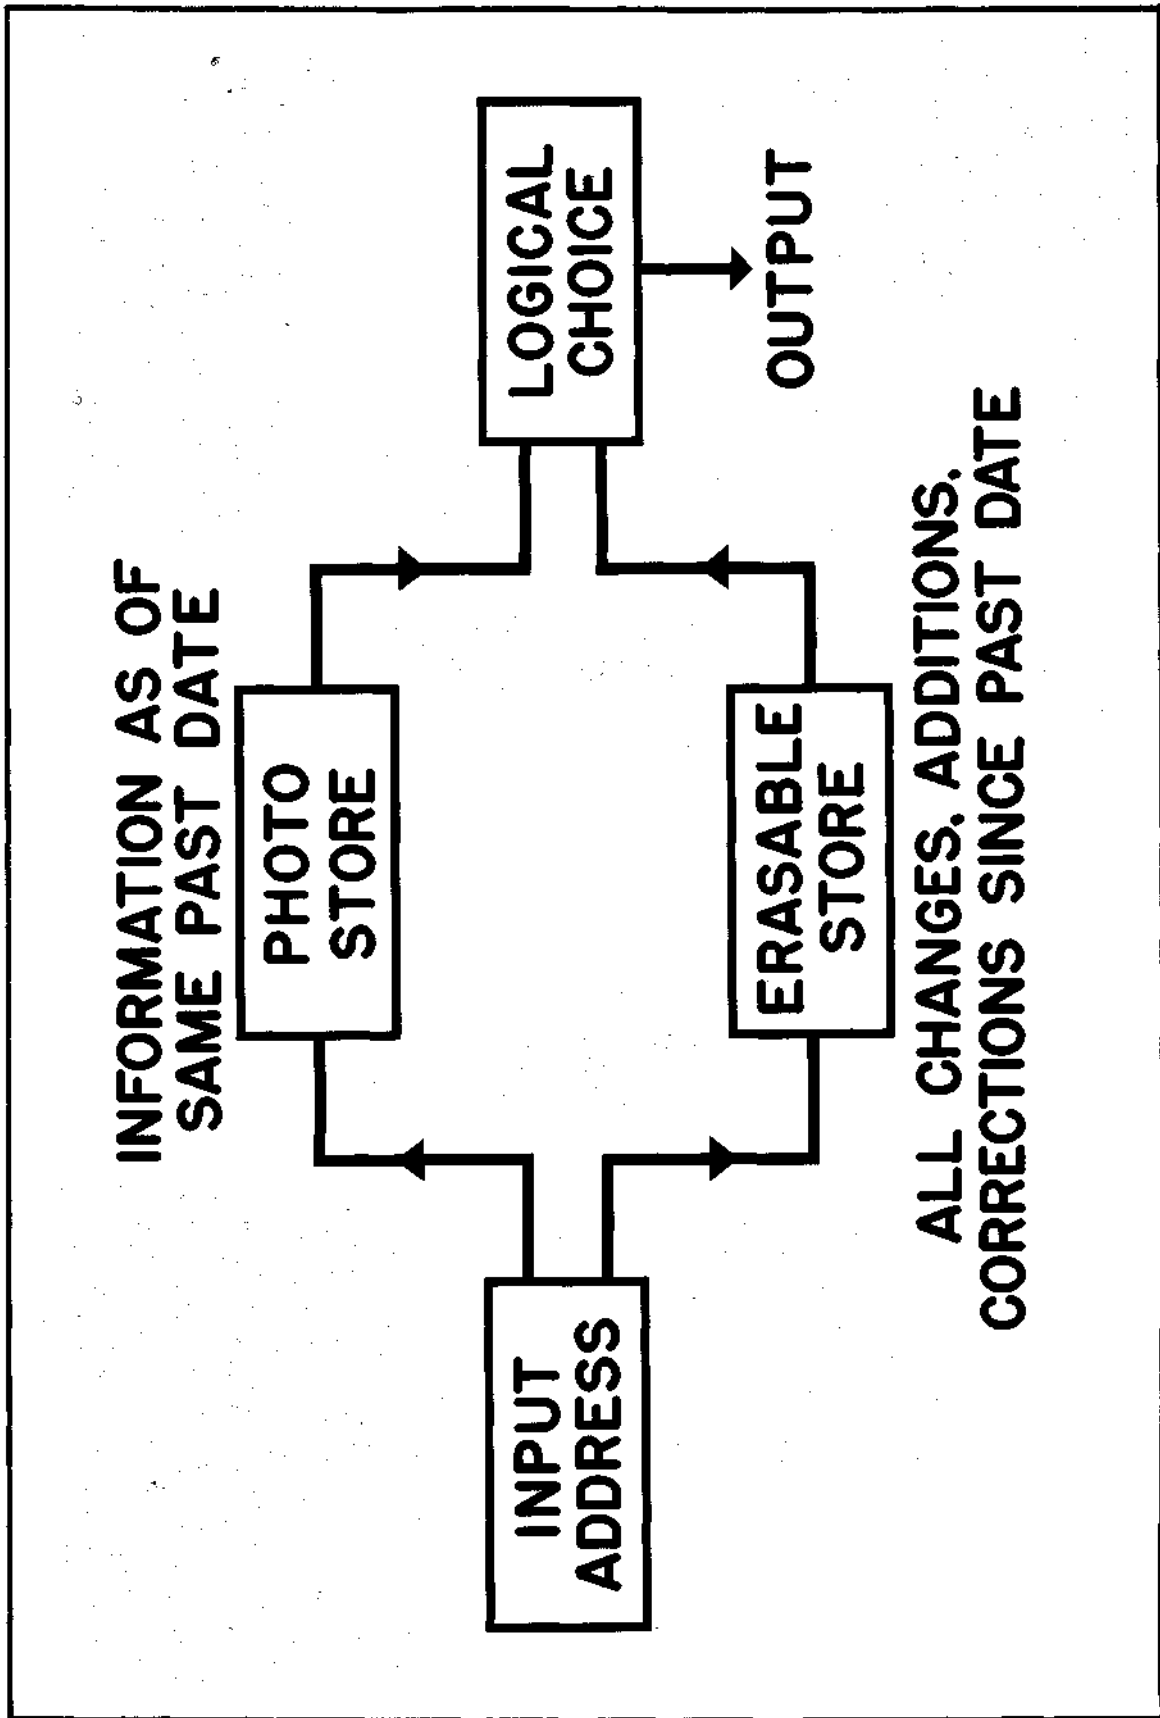 INFORMATION AS OF
SAME PAST DATE
PHOTO
STORE
INPUT
ADDRESS
LOGICAL
CHOICE
OUTPUT
ERASABLE
STORE
ALL CHANGES. ADDITIONS.
CORRECTIONS SINCE PAST DATE